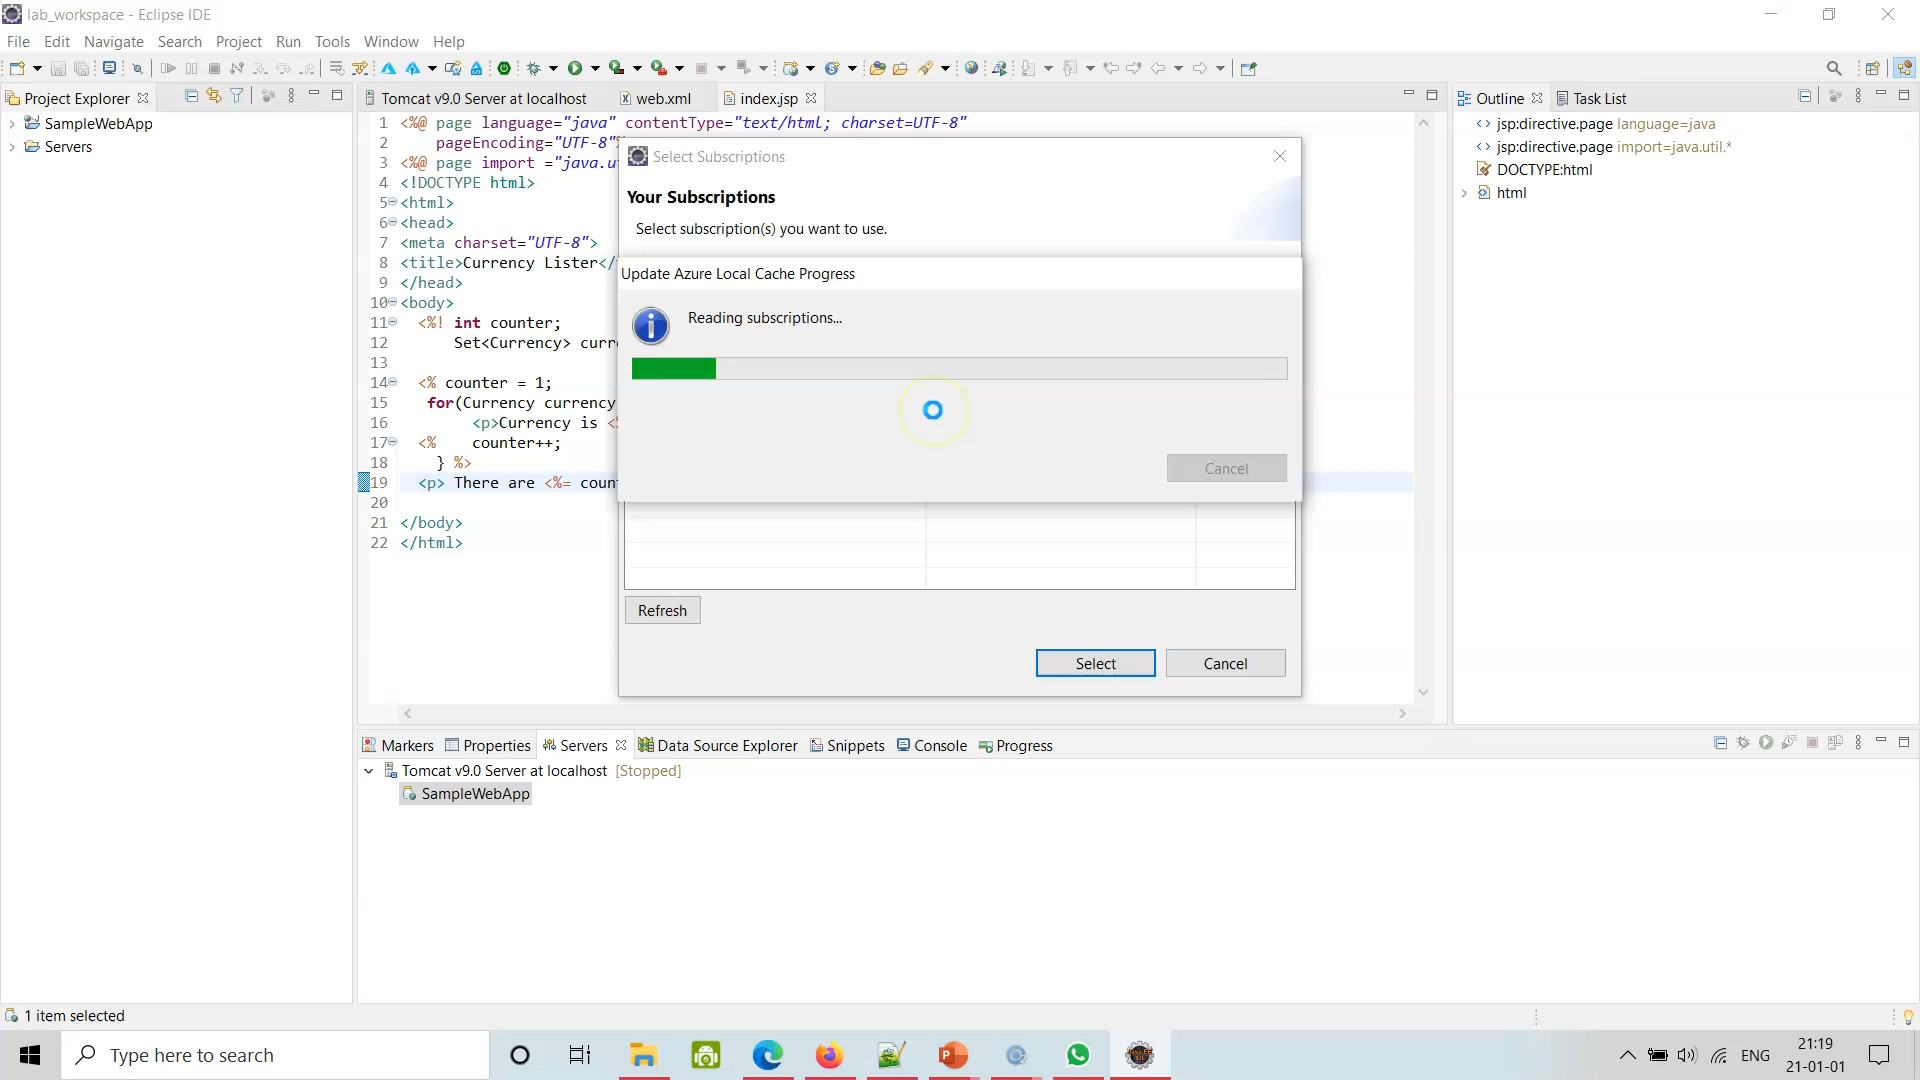 lab_workspace - Eclipse IDE
File Edit Navigate Search Project Run Tools Window Help
Project Explorer
SampleWebApp
Servers
Tomcat v9.0 Server at localhost web.xml index.jsp
1 <%@ page language="java" contentType="text/html; charset=UTF-8"
2 pageEncoding="UTF-8"
3 <%@ page import ="java.u
4 <!DOCTYPE html>
5 <html>
6 <head>
7 <meta charset="UTF-8">
8 <title>Currency Lister</
9 </head>
10 <body>
11 <%! int counter;
12 Set<Currency> curr
13
14 <% counter = 1;
15 for(Currency currency
16 <p>Currency is <
17 <% counter++;
18 } %>
19 <p> There are <%= coun
20
21 </body>
22 </html>
Select Subscriptions
Your Subscriptions
Select subscription(s) you want to use.
Update Azure Local Cache Progress
Reading subscriptions...
Cancel
Refresh
Select Cancel
Outline Task List
jsp:directive.page language=java
jsp:directive.page import=java.util.*
DOCTYPE:html
html
Markers Properties Servers Data Source Explorer Snippets Console Progress
Tomcat v9.0 Server at localhost [Stopped]
SampleWebApp
1 item selected
Type here to search
ENG
21:19
21-01-01